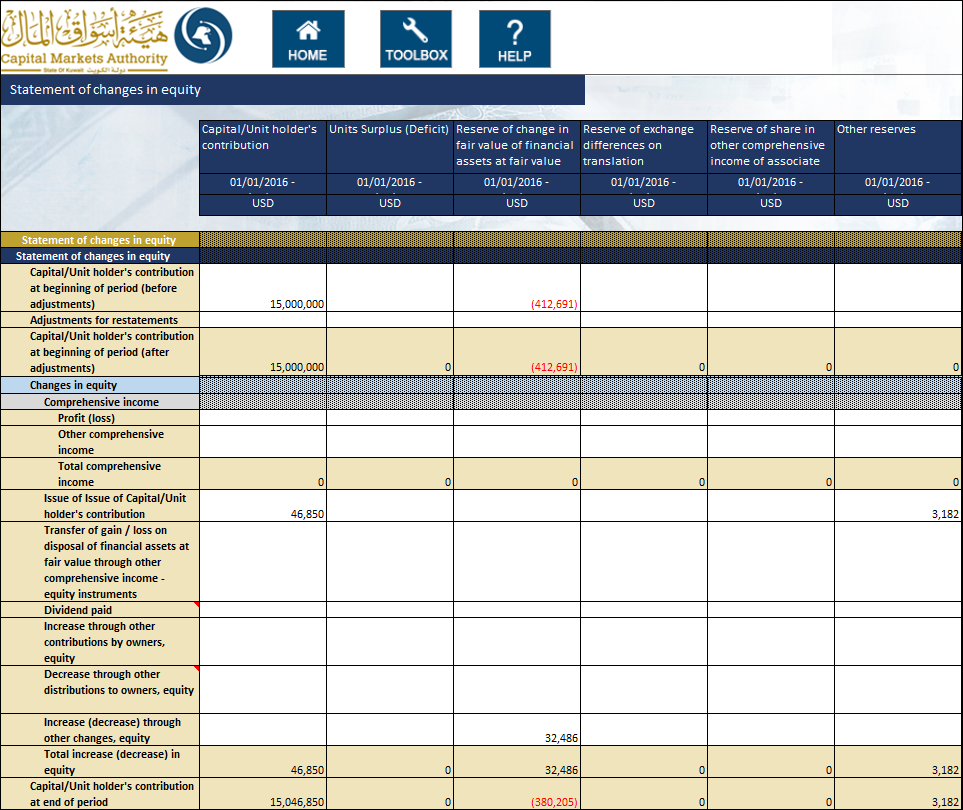 هيئة أسواق المال
Capital Markets Authority
State Of Kuwait دولة الكويت
HOME
TOOLBOX
HELP
Statement of changes in equity
Capital/Unit holder's contribution
Units Surplus (Deficit)
Reserve of change in fair value of financial assets at fair value
Reserve of exchange differences on translation
Reserve of share in other comprehensive income of associate
Other reserves
01/01/2016 - 01/01/2016 - 01/01/2016 - 01/01/2016 - 01/01/2016 - 01/01/2016 -
USD USD USD USD USD USD
Statement of changes in equity
Statement of changes in equity
Capital/Unit holder's contribution
at beginning of period (before
adjustments) 15,000,000 (412,691)
Adjustments for restatements
Capital/Unit holder's contribution
at beginning of period (after
adjustments) 15,000,000 0 (412,691) 0 0 0
Changes in equity
Comprehensive income
Profit (loss)
Other comprehensive
income
Total comprehensive
income 0 0 0 0 0 0
Issue of Issue of Capital/Unit
holder's contribution 46,850 3,182
Transfer of gain / loss on
disposal of financial assets at
fair value through other
comprehensive income -
equity instruments
Dividend paid
Increase through other
contributions by owners,
equity
Decrease through other
distributions to owners, equity
Increase (decrease) through
other changes, equity 32,486
Total increase (decrease) in
equity 46,850 0 32,486 0 0 3,182
Capital/Unit holder's contribution
at end of period 15,046,850 0 (380,205) 0 0 3,182